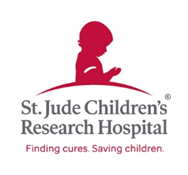 St. Jude Children's
Research Hospital
®
Finding cures. Saving children.